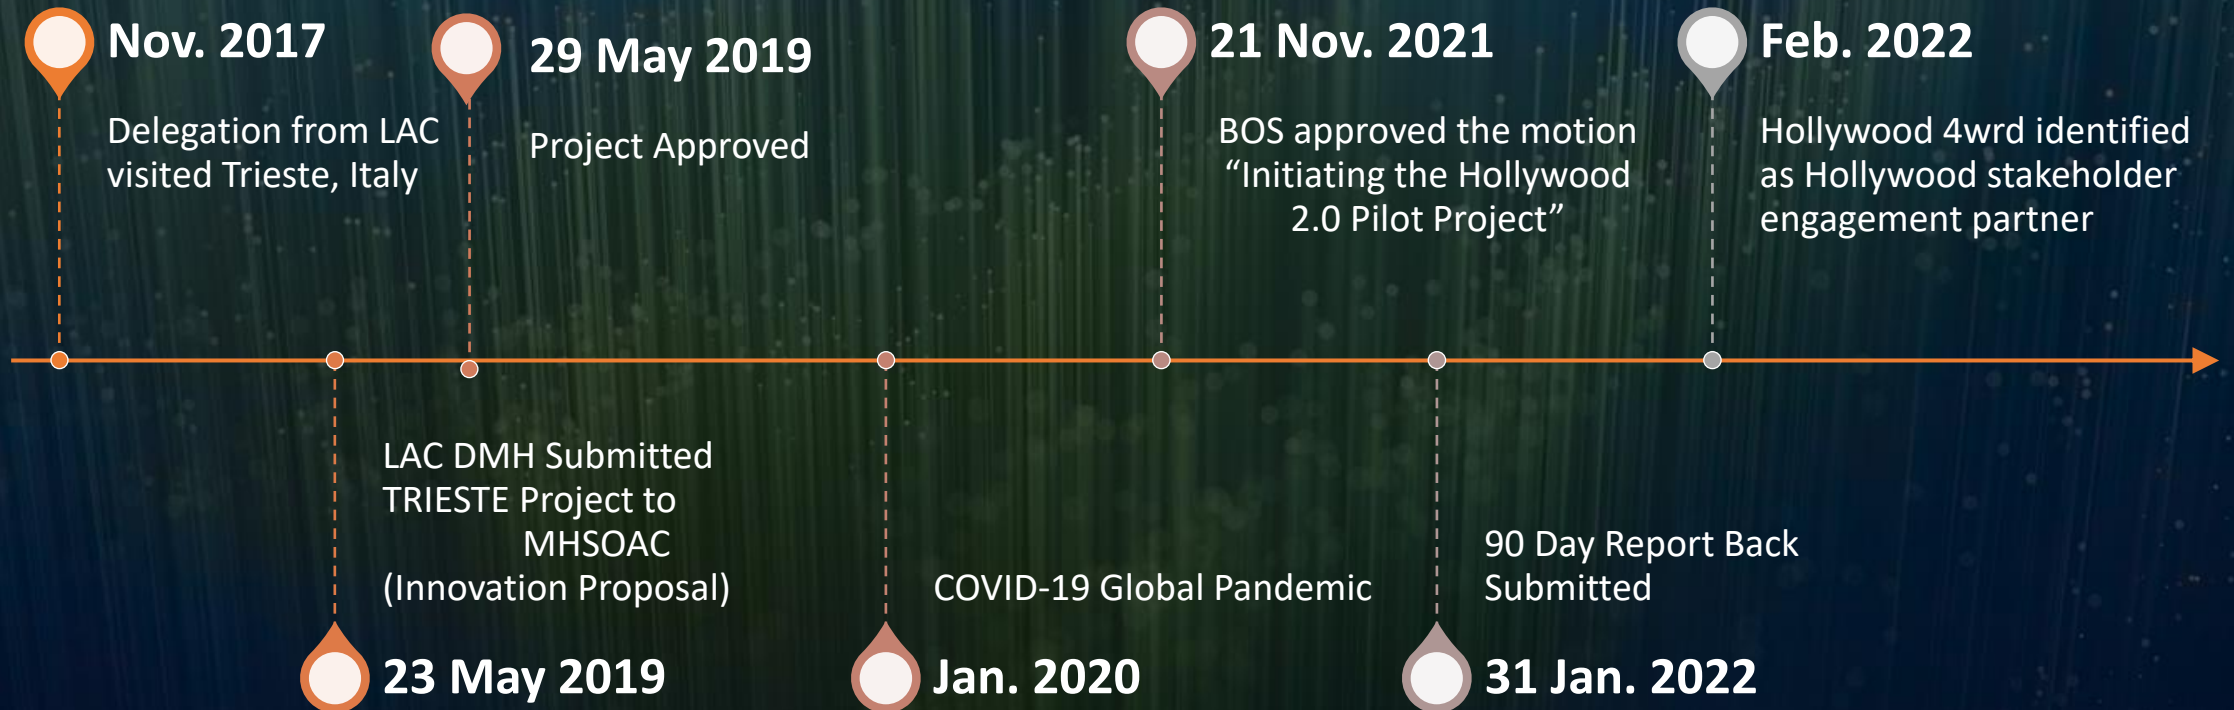 Nov. 2017
Delegation from LAC
visited Trieste, Italy
23 May 2019
LAC DMH Submitted
TRIESTE Project to
MHSOAC
(Innovation Proposal)
29 May 2019
Project Approved
Jan. 2020
COVID-19 Global Pandemic
21 Nov. 2021
BOS approved the motion
“Initiating the Hollywood
2.0 Pilot Project”
31 Jan. 2022
90 Day Report Back
Submitted
Feb. 2022
Hollywood 4wrd identified
as Hollywood stakeholder
engagement partner